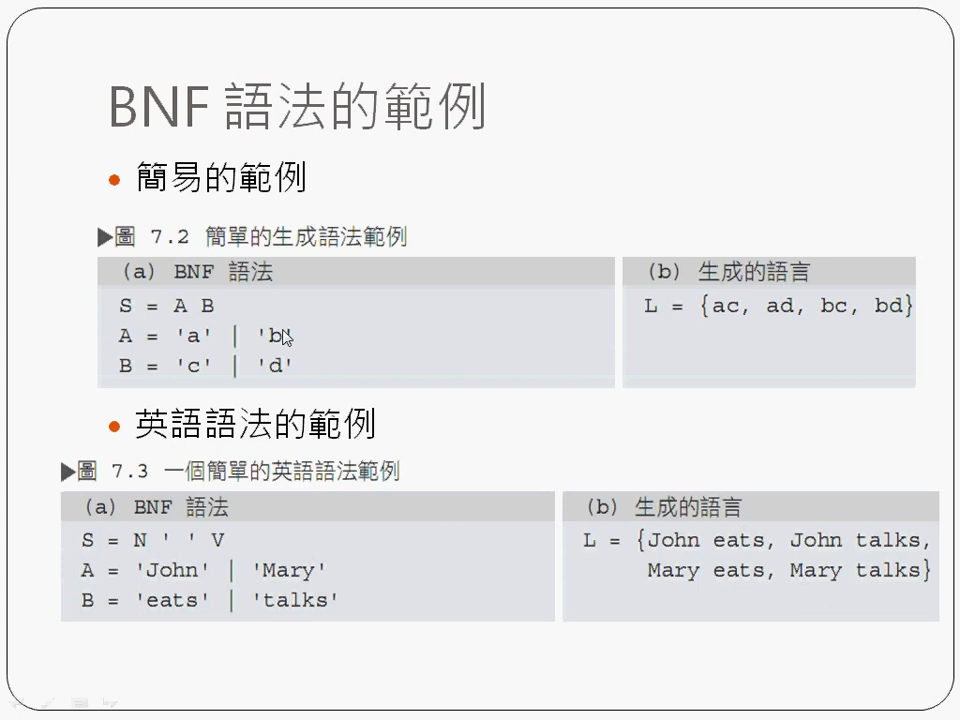 BNF 語法的範例
• 簡易的範例
▶圖 7.2 簡單的生成語法範例
(a) BNF 語法
S = A B
A = 'a' | 'b'
B = 'c' | 'd'
(b) 生成的語言
L = {ac, ad, bc, bd}
• 英語語法的範例
▶圖 7.3 一個簡單的英語語法範例
(a) BNF 語法
S = N ' ' V
A = 'John' | 'Mary'
B = 'eats' | 'talks'
(b) 生成的語言
L = {John eats, John talks,
Mary eats, Mary talks}